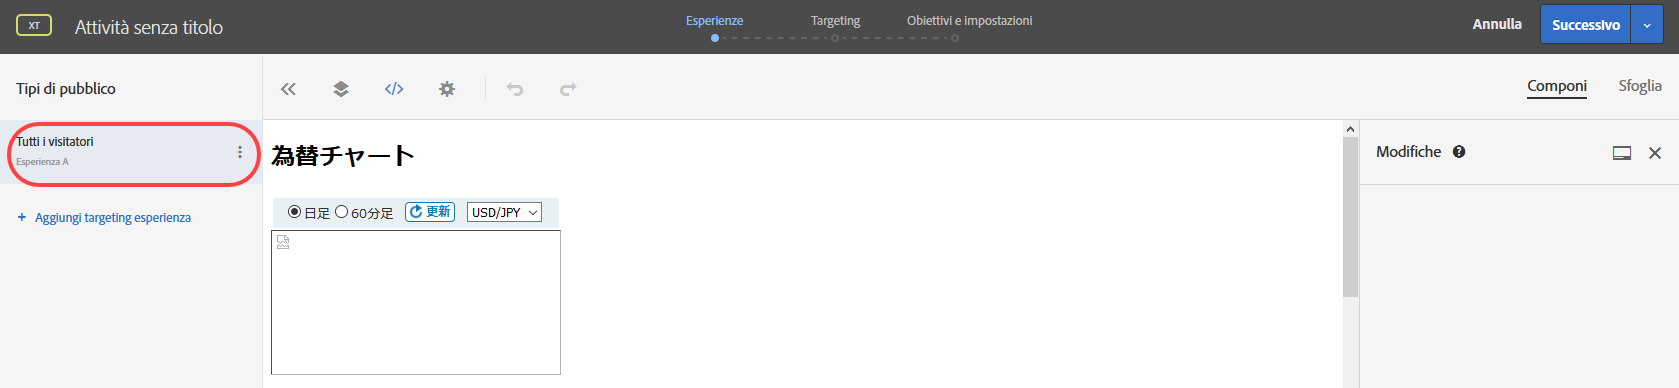 XT
Attività senza titolo
Esperienze
Targeting
Obiettivi e impostazioni
Annulla
Successivo
Tipi di pubblico
Componi
Sfoglia
Tutti i visitatori
Esperienza A
+ Aggiungi targeting esperienza
為替チャート
日足 60分足 更新 USD/JPY
Modifiche